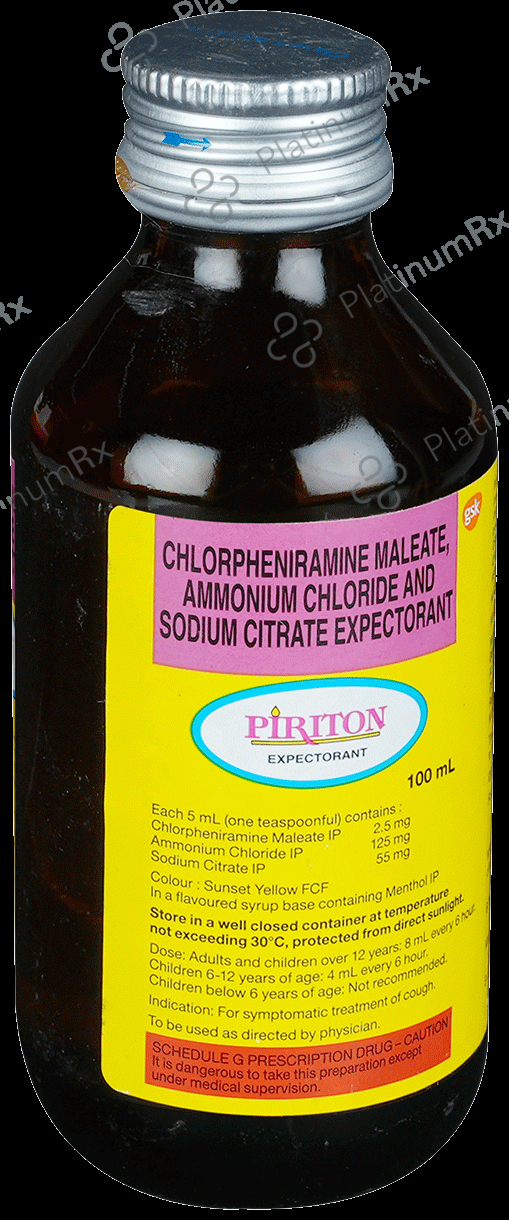 PlatinumRx
PlatinumRx
PlatinumRx
Rx
PlatinumRx
PlatinumRx
gsk
CHLORPHENIRAMINE MALEATE,
AMMONIUM CHLORIDE AND
SODIUM CITRATE EXPECTORANT
PIRITON
EXPECTORANT
100 mL
Each 5 mL (one teaspoonful) contains :
Chlorpheniramine Maleate IP 2.5 mg
Ammonium Chloride IP 125 mg
Sodium Citrate IP 55 mg
Colour : Sunset Yellow FCF
In a flavoured syrup base containing Menthol IP
Store in a well closed container at temperature
not exceeding 30°C, protected from direct sunlight.
Dose: Adults and children over 12 years: 8 mL every 6 hour.
Children 6-12 years of age: 4 mL every 6 hour.
Children below 6 years of age: Not recommended.
Indication: For symptomatic treatment of cough.
To be used as directed by physician.
SCHEDULE G PRESCRIPTION DRUG – CAUTION
It is dangerous to take this preparation except
under medical supervision.